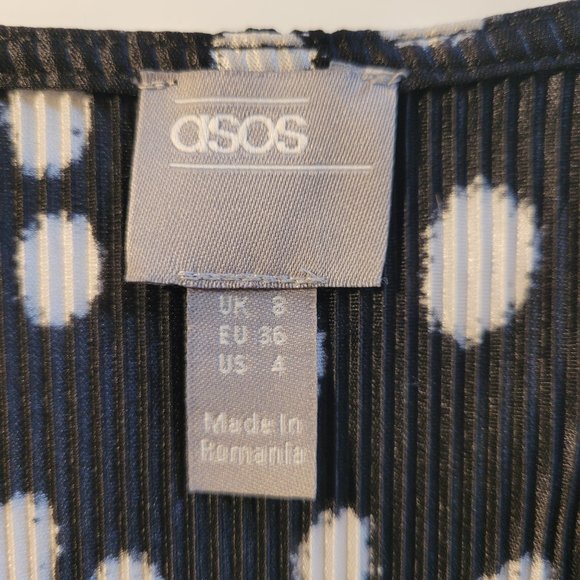 asos
UK 8
EU 36
US 4
Made In
Romania